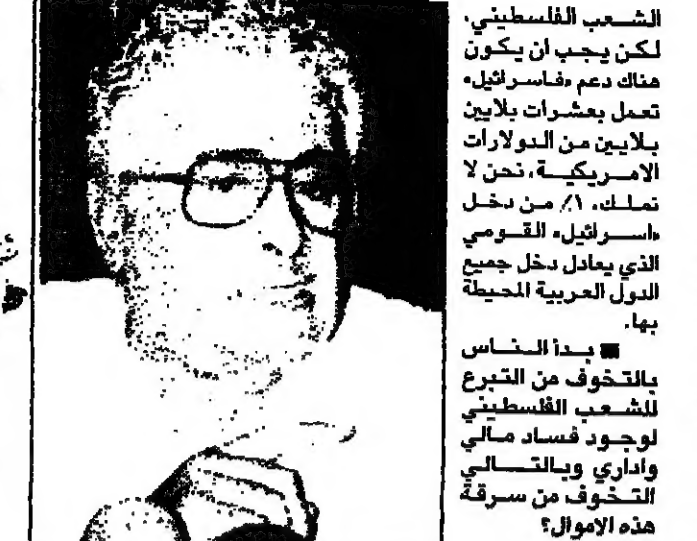 الشعب الفلسطيني،
لكن يجب ان يكون
هناك دعم «فاسرائيل»
تعمل بعشرات بلايين
بلايين من الدولارات
الامريكية، نحن لا
نملك، ١٪ من دخل
«اسرائيل» القومي
الذي يعادل دخل جميع
الدول العربية المحيطة
بها.
■ بدأ الناس
بالتخوف من التبرع
للشعب الفلسطيني
لوجود فساد مالي
واداري وبالتالي
التخوف من سرقة
هذه الاموال؟